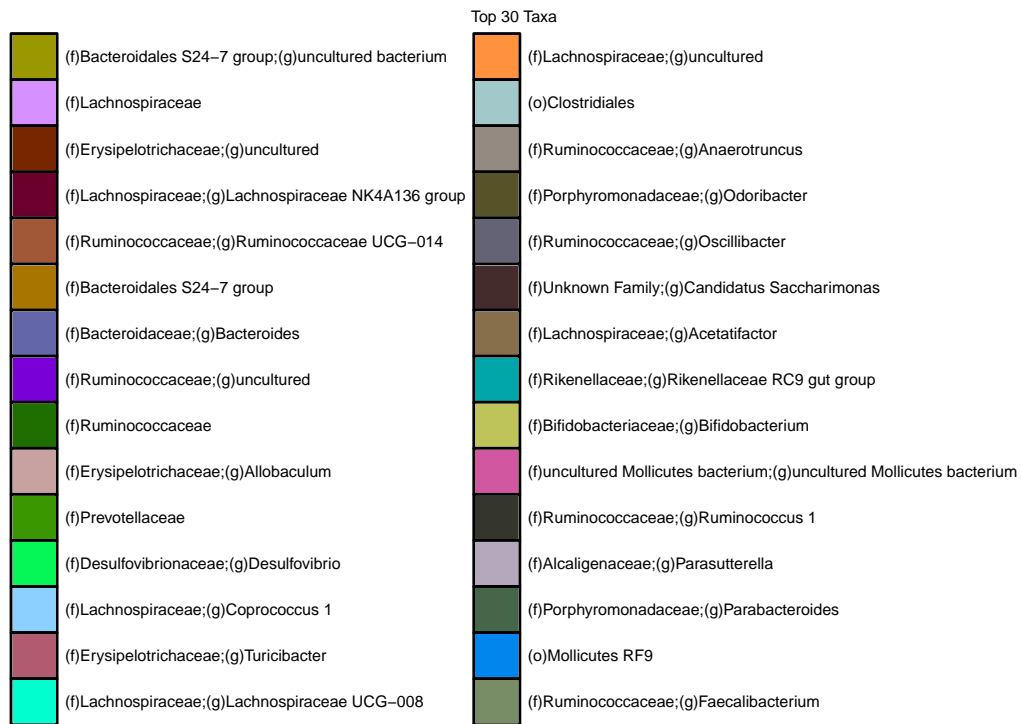 Top 30 Taxa
(f)Bacteroidales S24−7 group;(g)uncultured bacterium
(f)Lachnospiraceae
(f)Erysipelotrichaceae;(g)uncultured
(f)Lachnospiraceae;(g)Lachnospiraceae NK4A136 group
(f)Ruminococcaceae;(g)Ruminococcaceae UCG−014
(f)Bacteroidales S24−7 group
(f)Bacteroidaceae;(g)Bacteroides
(f)Ruminococcaceae;(g)uncultured
(f)Ruminococcaceae
(f)Erysipelotrichaceae;(g)Allobaculum
(f)Prevotellaceae
(f)Desulfovibrionaceae;(g)Desulfovibrio
(f)Lachnospiraceae;(g)Coprococcus 1
(f)Erysipelotrichaceae;(g)Turicibacter
(f)Lachnospiraceae;(g)Lachnospiraceae UCG−008
(f)Lachnospiraceae;(g)uncultured
(o)Clostridiales
(f)Ruminococcaceae;(g)Anaerotruncus
(f)Porphyromonadaceae;(g)Odoribacter
(f)Ruminococcaceae;(g)Oscillibacter
(f)Unknown Family;(g)Candidatus Saccharimonas
(f)Lachnospiraceae;(g)Acetatifactor
(f)Rikenellaceae;(g)Rikenellaceae RC9 gut group
(f)Bifidobacteriaceae;(g)Bifidobacterium
(f)uncultured Mollicutes bacterium;(g)uncultured Mollicutes bacterium
(f)Ruminococcaceae;(g)Ruminococcus 1
(f)Alcaligenaceae;(g)Parasutterella
(f)Porphyromonadaceae;(g)Parabacteroides
(o)Mollicutes RF9
(f)Ruminococcaceae;(g)Faecalibacterium